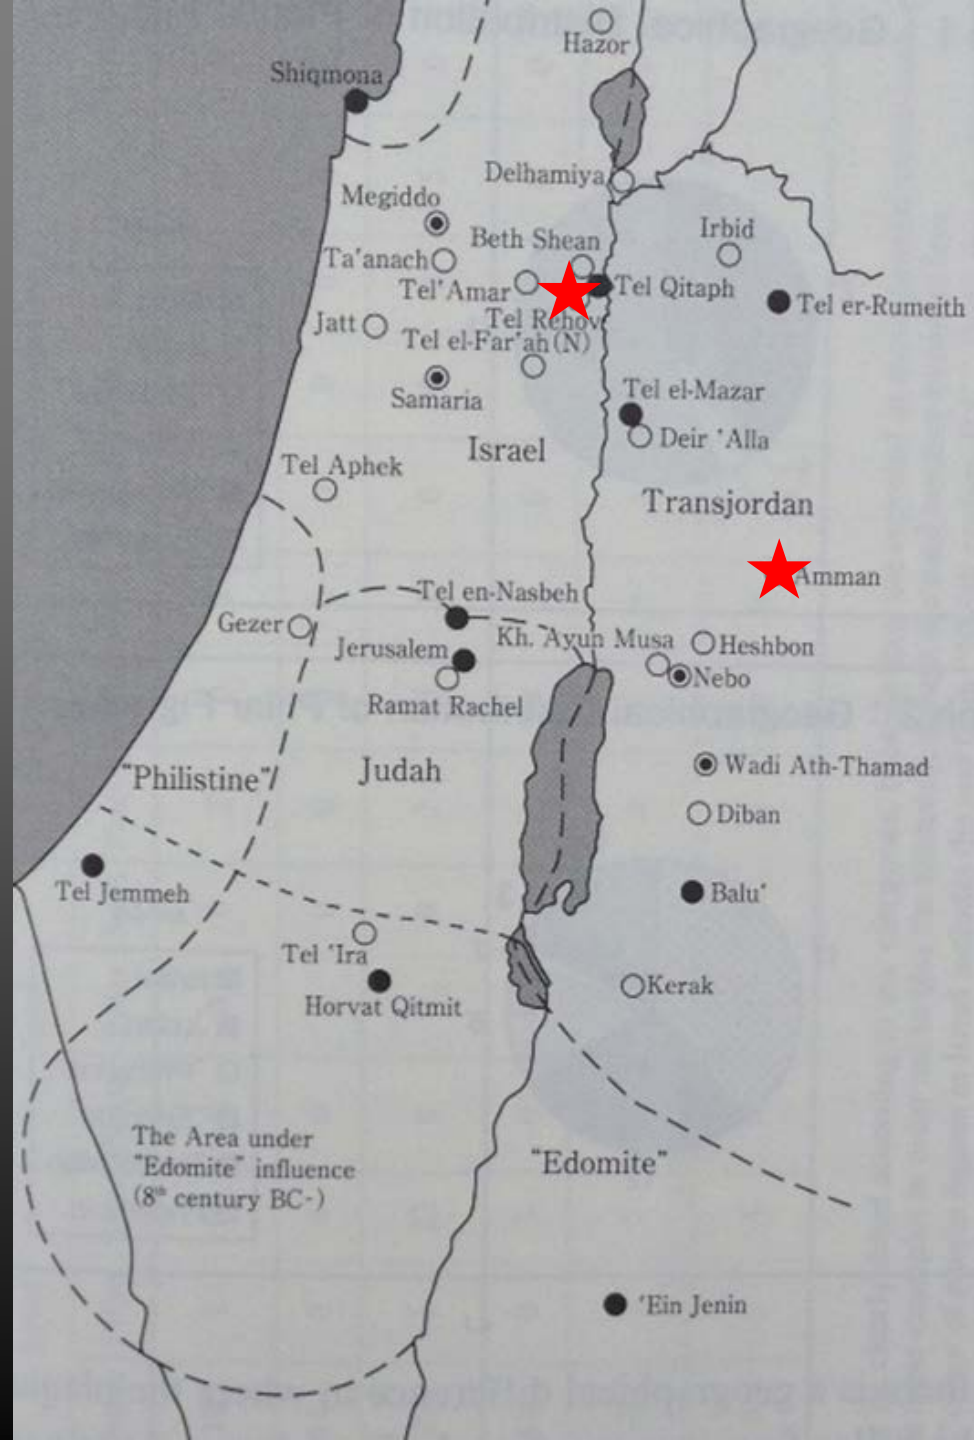 Hazor
Shiqmona
Delhamiya
Megiddo
Irbid
Beth Shean
Ta'anach
Tel 'Amar
Tel Qitaph
Tel er-Rumeith
Jatt
Tel Rehov
Tel el-Far'ah(N)
Samaria
Tel el-Mazar
Deir 'Alla
Israel
Tel Aphek
Transjordan
Amman
Tel en-Nasbeh
Gezer
Kh. Ayun Musa
Heshbon
Jerusalem
Nebo
Ramat Rachel
"Philistine"
Judah
Wadi Ath-Thamad
Diban
Tel Jemmeh
Balu'
Tel 'Ira
Kerak
Horvat Qitmit
The Area under
"Edomite" influence
(8th century BC-)
"Edomite"
'Ein Jenin